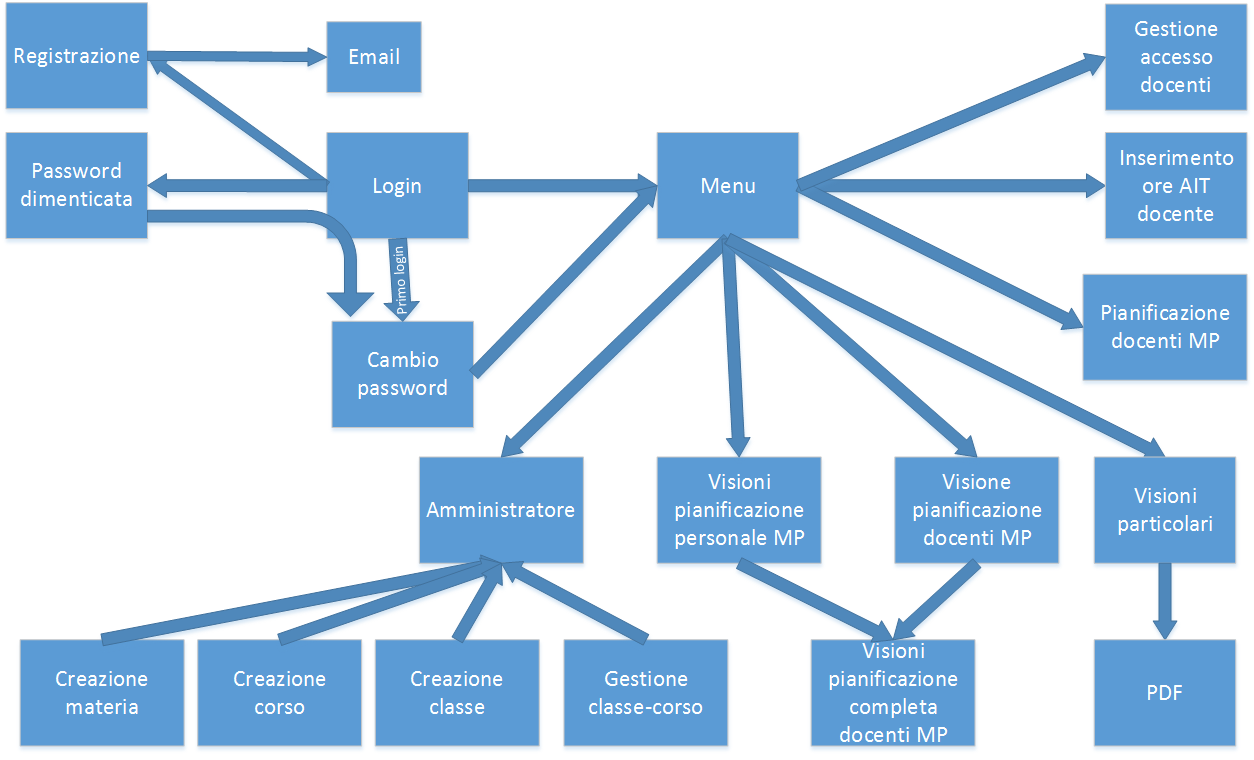 Registrazione
Email
Gestione
accesso
docenti
Password
dimenticata
Login
Menu
Inserimento
ore AIT
docente
Primo login
Pianificazione
docenti MP
Cambio
password
Amministratore
Visioni
pianificazione
personale MP
Visione
pianificazione
docenti MP
Visioni
particolari
Creazione
materia
Creazione
corso
Creazione
classe
Gestione
classe-corso
Visioni
pianificazione
completa
docenti MP
PDF